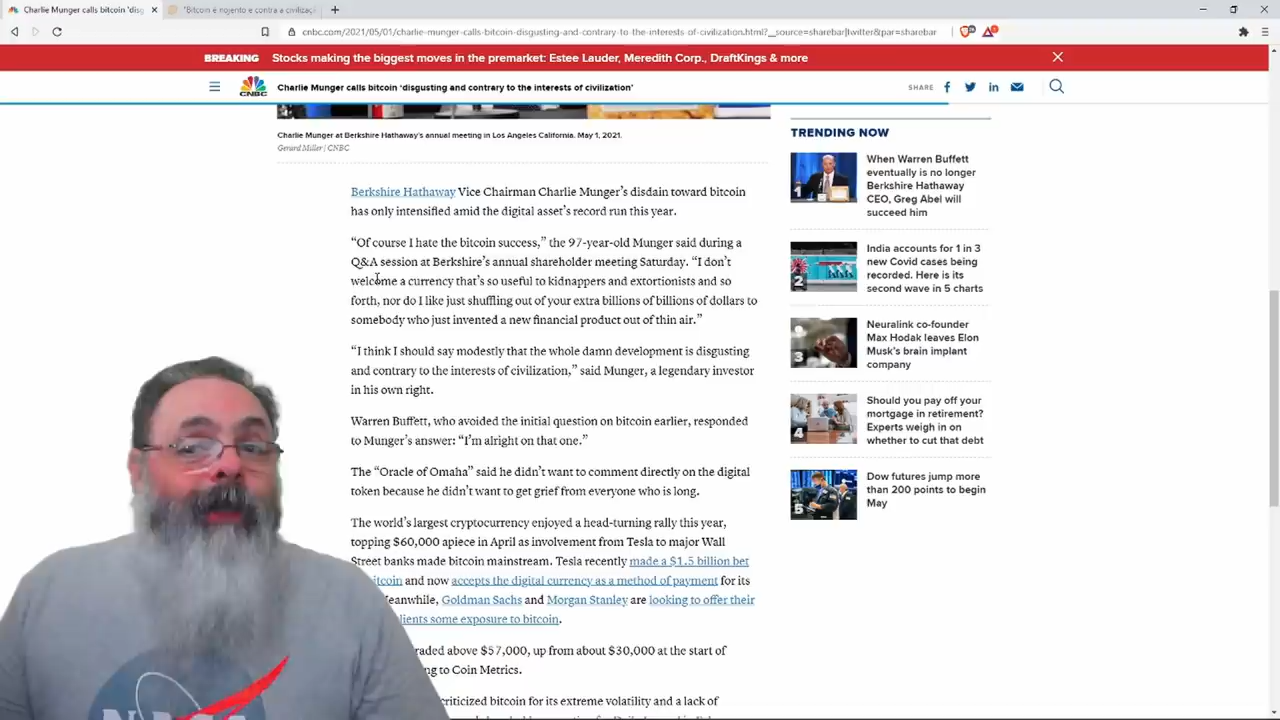 Charlie Munger calls bitcoin 'disg
"Bitcoin é nojento e contra a civilizaç
cnbc.com/2021/05/01/charlie-munger-calls-bitcoin-disgusting-and-contrary-to-the-interests-of-civilization.html?__source=sharebar|twitter&par=sharebar
BREAKING Stocks making the biggest moves in the premarket: Estee Lauder, Meredith Corp., DraftKings & more
CNBC
Charlie Munger calls bitcoin 'disgusting and contrary to the interests of civilization'
SHARE
Charlie Munger at Berkshire Hathaway's annual meeting in Los Angeles California. May 1, 2021.
Gerard Miller | CNBC
Berkshire Hathaway Vice Chairman Charlie Munger's disdain toward bitcoin
has only intensified amid the digital asset's record run this year.
"Of course I hate the bitcoin success," the 97-year-old Munger said during a
Q&A session at Berkshire's annual shareholder meeting Saturday. "I don't
welcome a currency that's so useful to kidnappers and extortionists and so
forth, nor do I like just shuffling out of your extra billions of billions of dollars to
somebody who just invented a new financial product out of thin air."
"I think I should say modestly that the whole damn development is disgusting
and contrary to the interests of civilization," said Munger, a legendary investor
in his own right.
Warren Buffett, who avoided the initial question on bitcoin earlier, responded
to Munger's answer: "I'm alright on that one."
The "Oracle of Omaha" said he didn't want to comment directly on the digital
token because he didn't want to get grief from everyone who is long.
The world's largest cryptocurrency enjoyed a head-turning rally this year,
topping $60,000 apiece in April as involvement from Tesla to major Wall
Street banks made bitcoin mainstream. Tesla recently made a $1.5 billion bet
itcoin and now accepts the digital currency as a method of payment for its
eanwhile, Goldman Sachs and Morgan Stanley are looking to offer their
lients some exposure to bitcoin.
raded above $57,000, up from about $30,000 at the start of
ng to Coin Metrics.
criticized bitcoin for its extreme volatility and a lack of
TRENDING NOW
1
When Warren Buffett
eventually is no longer
Berkshire Hathaway
CEO, Greg Abel will
succeed him
2
India accounts for 1 in 3
new Covid cases being
recorded. Here is its
second wave in 5 charts
3
Neuralink co-founder
Max Hodak leaves Elon
Musk's brain implant
company
4
Should you pay off your
mortgage in retirement?
Experts weigh in on
whether to cut that debt
5
Dow futures jump more
than 200 points to begin
May
NASA